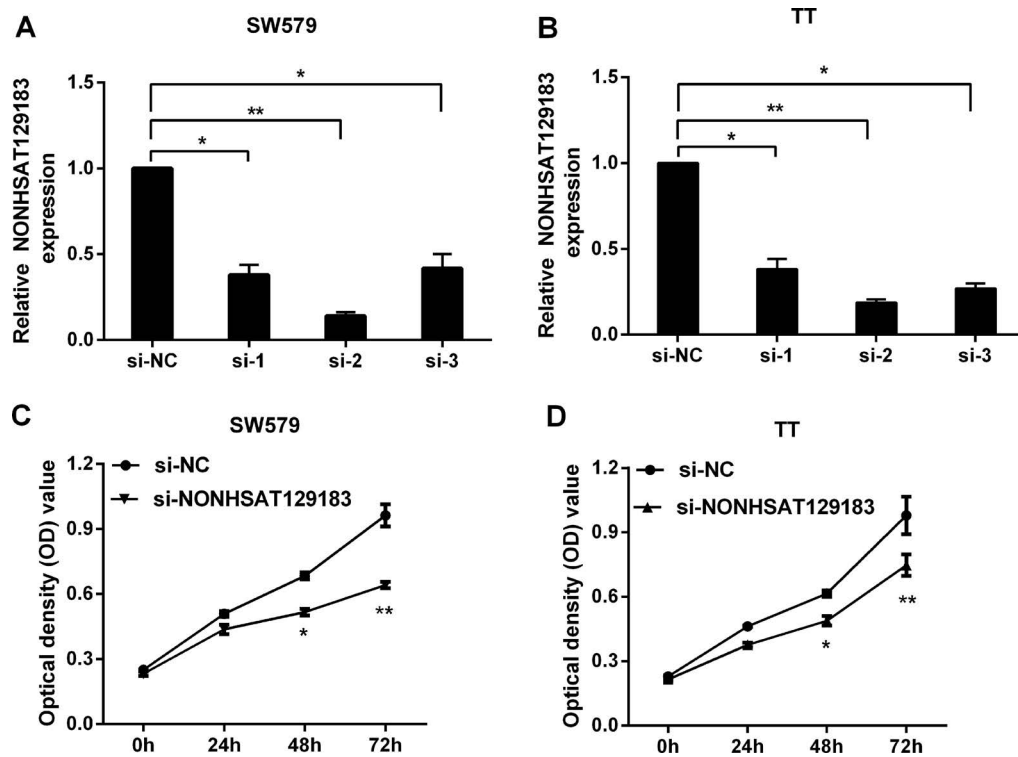 A
SW579
Relative NONHSAT129183
expression
1.5
1.0
0.5
0.0
*
**
*
si-NC si-1 si-2 si-3
B
TT
Relative NONHSAT129183
expression
1.5
1.0
0.5
0.0
*
**
*
si-NC si-1 si-2 si-3
C
SW579
Optical density (OD) value
1.2
0.9
0.6
0.3
0.0
si-NC
si-NONHSAT129183
*
**
0h 24h 48h 72h
D
TT
Optical density (OD) value
1.2
0.9
0.6
0.3
0.0
si-NC
si-NONHSAT129183
*
**
0h 24h 48h 72h